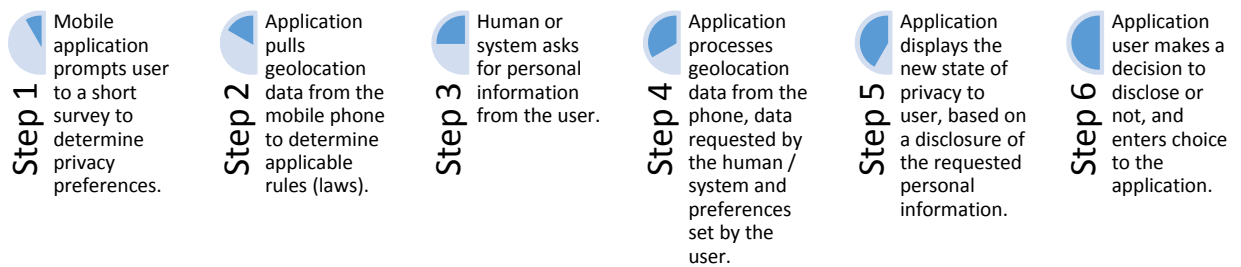 Step 1
Mobile
application
prompts user
to a short
survey to
determine
privacy
preferences.
Step 2
Application
pulls
geolocation
data from the
mobile phone
to determine
applicable
rules (laws).
Step 3
Human or
system asks
for personal
information
from the user.
Step 4
Application
processes
geolocation
data from the
phone, data
requested by
the human /
system and
preferences
set by the
user.
Step 5
Application
displays the
new state of
privacy to
user, based on
a disclosure of
the requested
personal
information.
Step 6
Application
user makes a
decision to
disclose or
not, and
enters choice
to the
application.